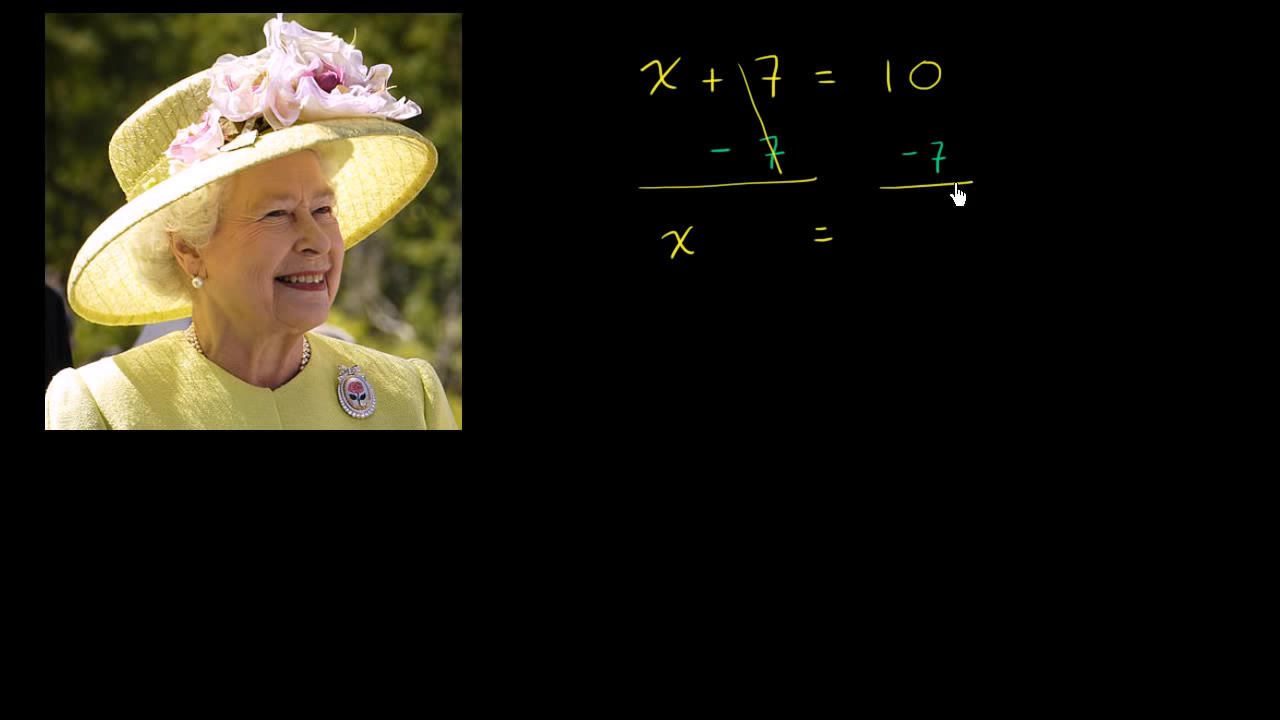 x + 7 = 10
- 7 - 7
x =